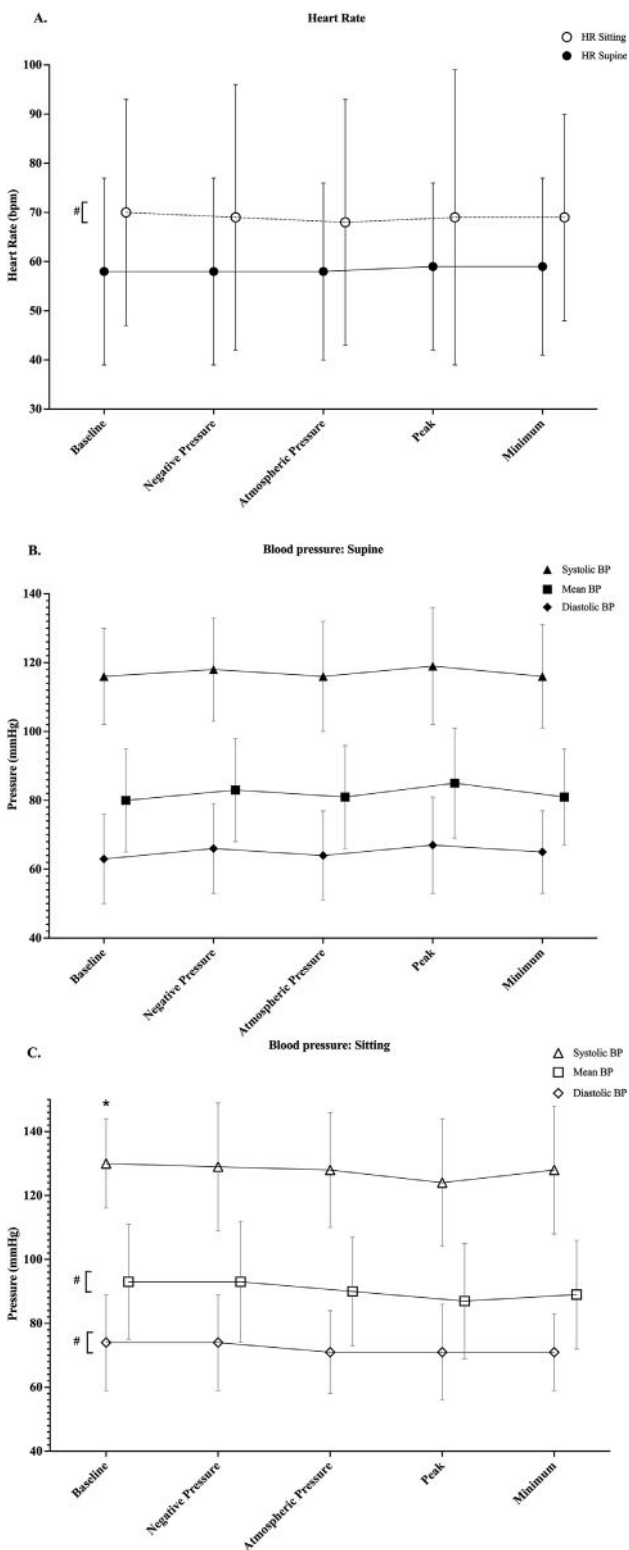 A.
Heart Rate
HR Sitting
HR Supine
100
90
80
70
60
50
40
30
#
Heart Rate (bpm)
Baseline
Negative Pressure
Atmospheric Pressure
Peak
Minimum
B.
Blood pressure: Supine
Systolic BP
Mean BP
Diastolic BP
140
120
100
80
60
40
Pressure (mmHg)
Baseline
Negative Pressure
Atmospheric Pressure
Peak
Minimum
C.
Blood pressure: Sitting
Systolic BP
Mean BP
Diastolic BP
*
140
120
100
80
60
40
#
#
Pressure (mmHg)
Baseline
Negative Pressure
Atmospheric Pressure
Peak
Minimum